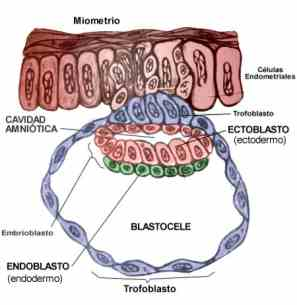 Miometrio
Células
Endometriales
Trofoblasto
CAVIDAD
AMNIÓTICA
ECTOBLASTO
(ectodermo)
Embrioblasto
BLASTOCELE
ENDOBLASTO
(endodermo)
Trofoblasto